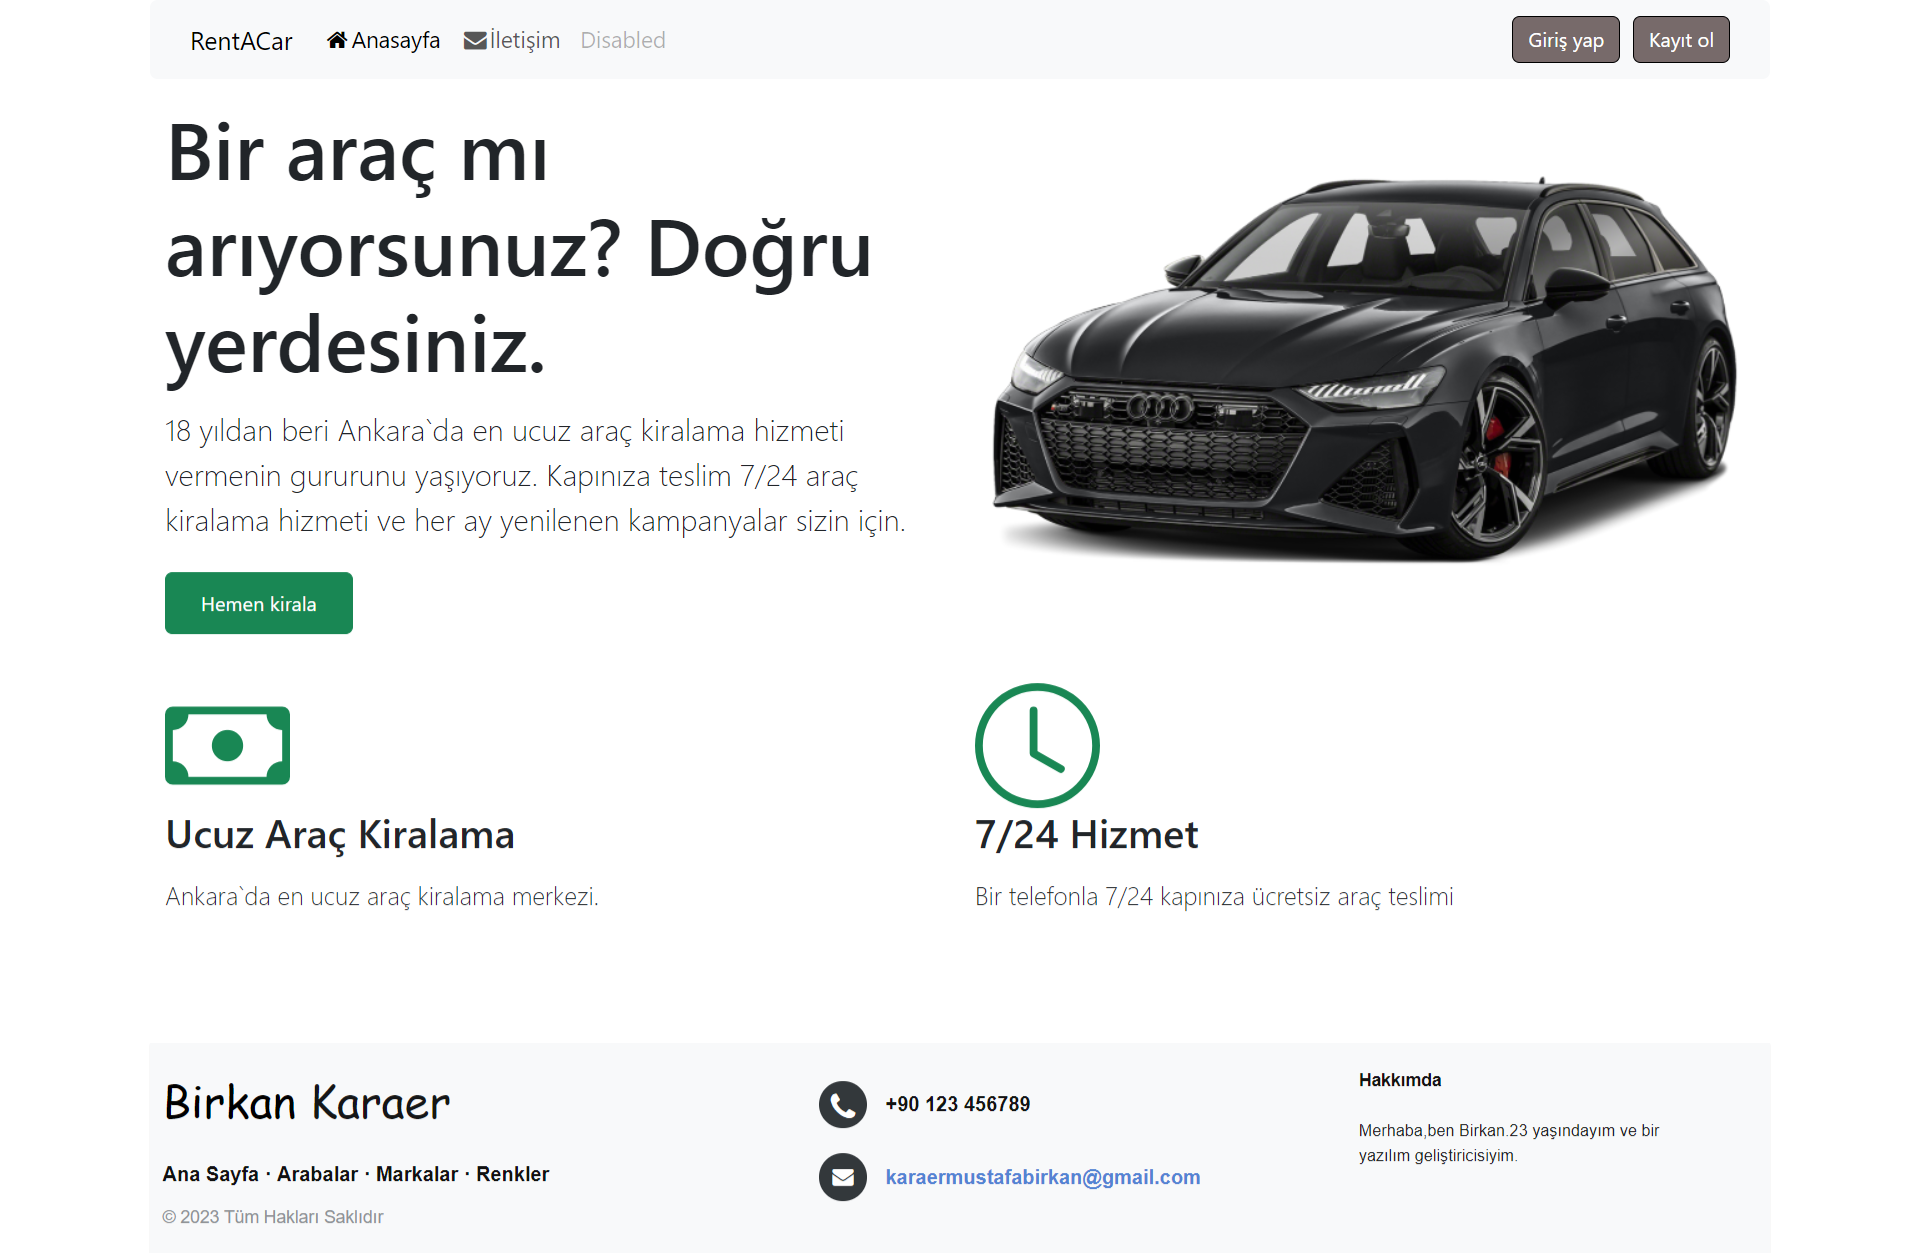 RentACar Anasayfa İletişim Disabled Giriş yap Kayıt ol
Bir araç mı
arıyorsunuz? Doğru
yerdesiniz.
18 yıldan beri Ankara`da en ucuz araç kiralama hizmeti
vermenin gururunu yaşıyoruz. Kapınıza teslim 7/24 araç
kiralama hizmeti ve her ay yenilenen kampanyalar sizin için.
Hemen kirala
Ucuz Araç Kiralama
Ankara`da en ucuz araç kiralama merkezi.
7/24 Hizmet
Bir telefonla 7/24 kapınıza ücretsiz araç teslimi
Birkan Karaer
Ana Sayfa · Arabalar · Markalar · Renkler
© 2023 Tüm Hakları Saklıdır
+90 123 456789
karaermustafabirkan@gmail.com
Hakkımda
Merhaba,ben Birkan.23 yaşındayım ve bir
yazılım geliştiricisiyim.